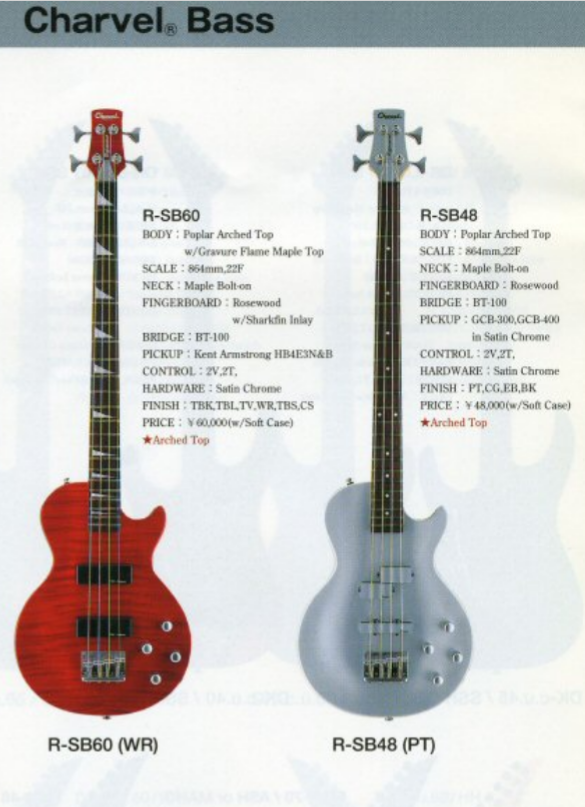 Charvel® Bass
Charvel
Charvel
R-SB60
BODY : Poplar Arched Top
w/Gravure Flame Maple Top
SCALE : 864mm,22F
NECK : Maple Bolt-on
FINGERBOARD : Rosewood
w/Sharkfin Inlay
BRIDGE : BT-100
PICKUP : Kent Armstrong HB4E3N&B
CONTROL : 2V,2T,
HARDWARE : Satin Chrome
FINISH : TBK,TBL,TV,WR,TBS,CS
PRICE : ¥60,000(w/Soft Case)
★Arched Top
R-SB48
BODY : Poplar Arched Top
SCALE : 864mm,22F
NECK : Maple Bolt-on
FINGERBOARD : Rosewood
BRIDGE : BT-100
PICKUP : GCB-300,GCB-400
in Satin Chrome
CONTROL : 2V,2T,
HARDWARE : Satin Chrome
FINISH : PT,CG,EB,BK
PRICE : ¥48,000(w/Soft Case)
★Arched Top
R-SB60 (WR)
R-SB48 (PT)